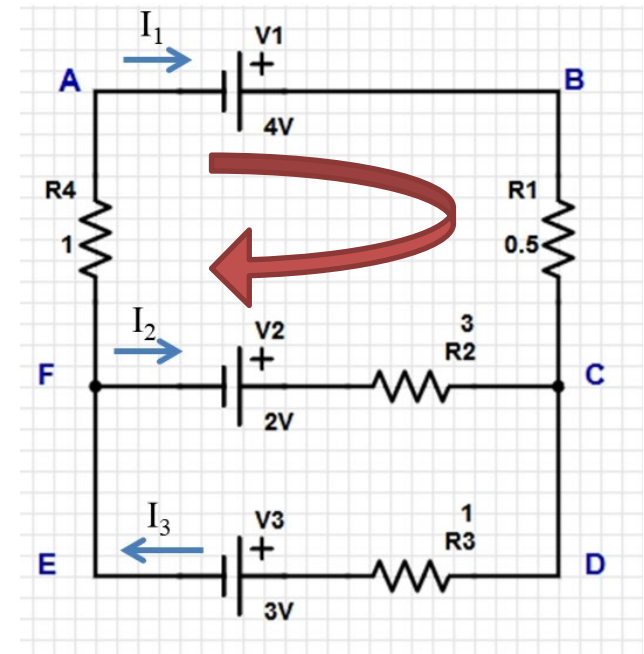 I₁
V1
+
A
B
4V
R4
R1
1
0.5
I₂
V2
+
3
R2
F
C
2V
I₃
V3
+
1
R3
E
D
3V